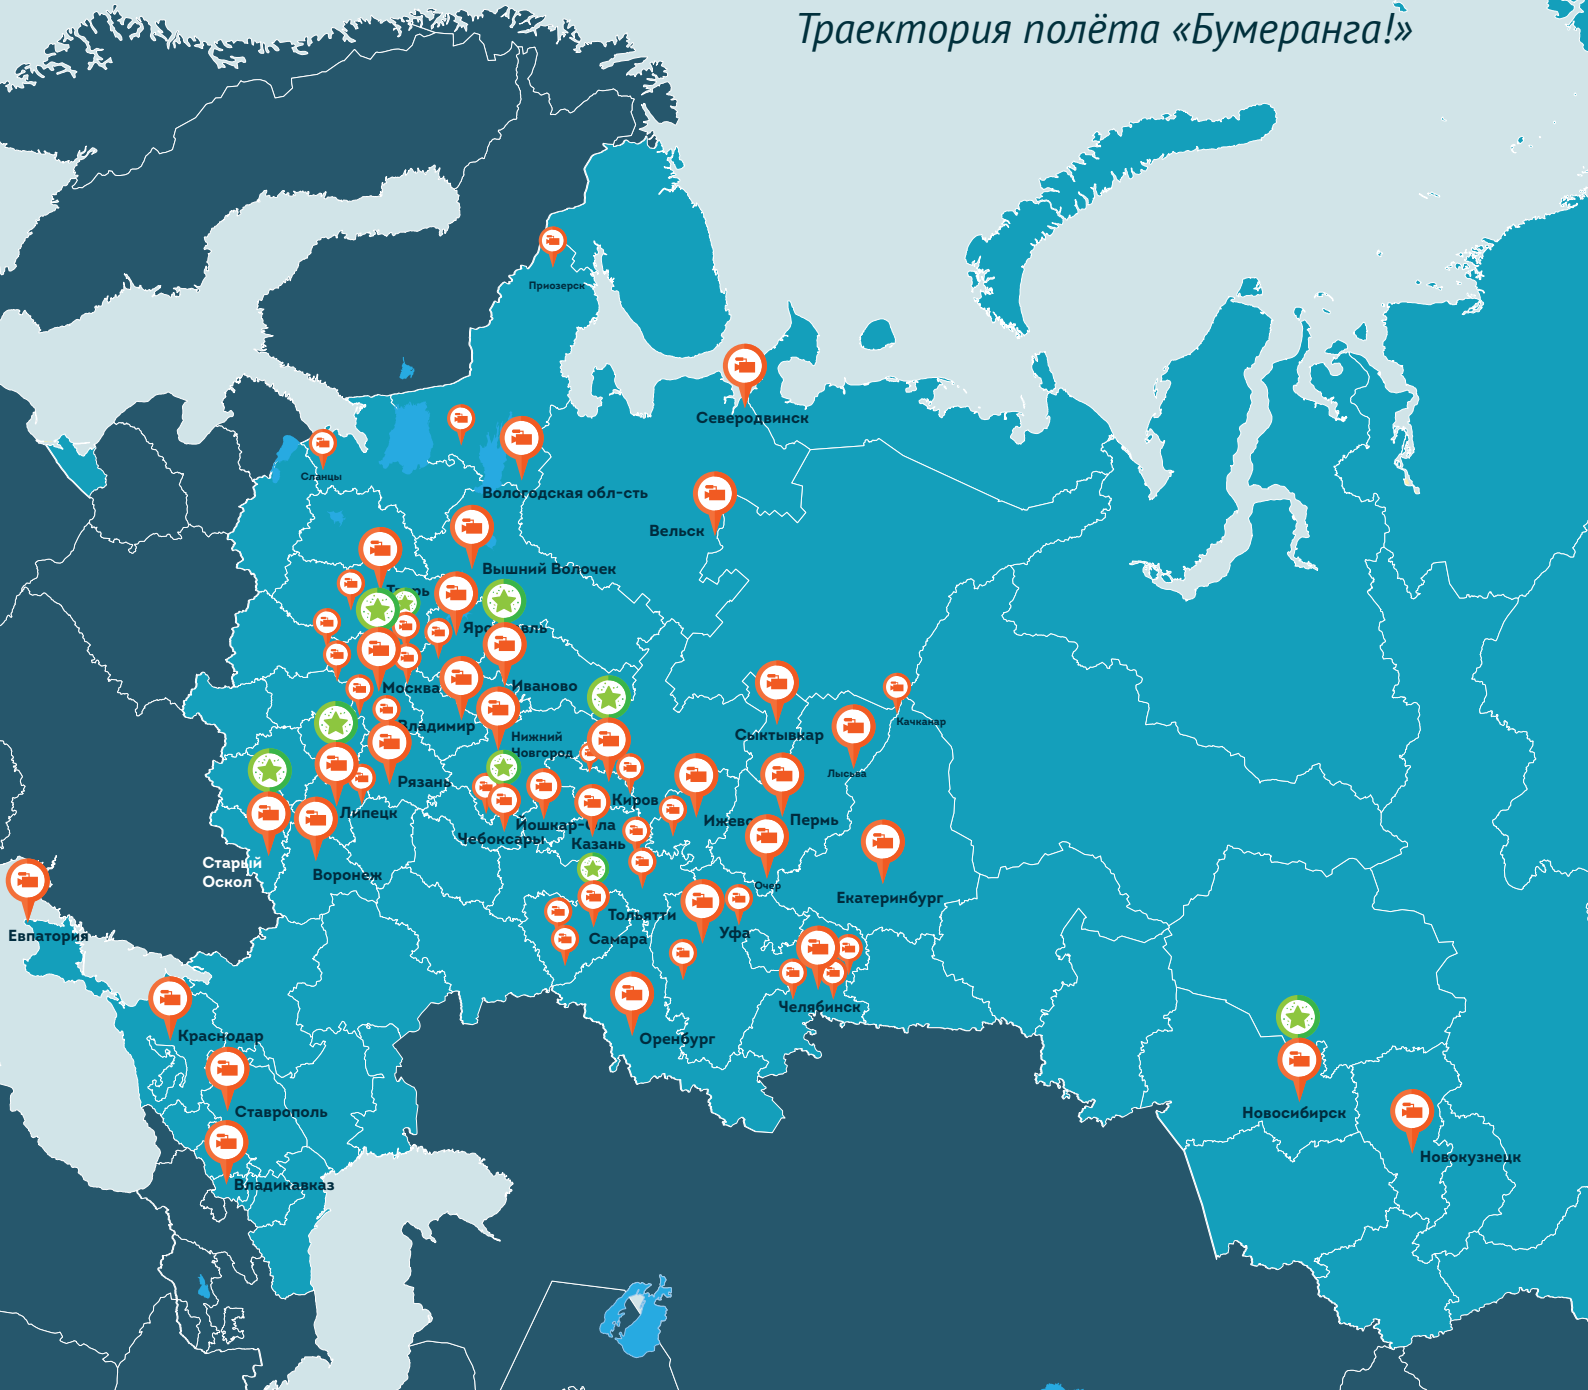 Траектория полёта «Бумеранга!»
Приозерск
Северодвинск
Сланцы
Вологодская обл-сть
Вельск
Вышний Волочек
Тверь
Ярославль
Москва
Иваново
Владимир
Нижний
Новгород
Сыктывкар
Качканар
Лысьва
Рязань
Киров
Липецк
Йошкар-Ола
Ижевск
Пермь
Чебоксары
Казань
Старый
Оскол
Воронеж
Очер
Екатеринбург
Тольятти
Евпатория
Самара
Уфа
Челябинск
Краснодар
Оренбург
Ставрополь
Новосибирск
Новокузнецк
Владикавказ